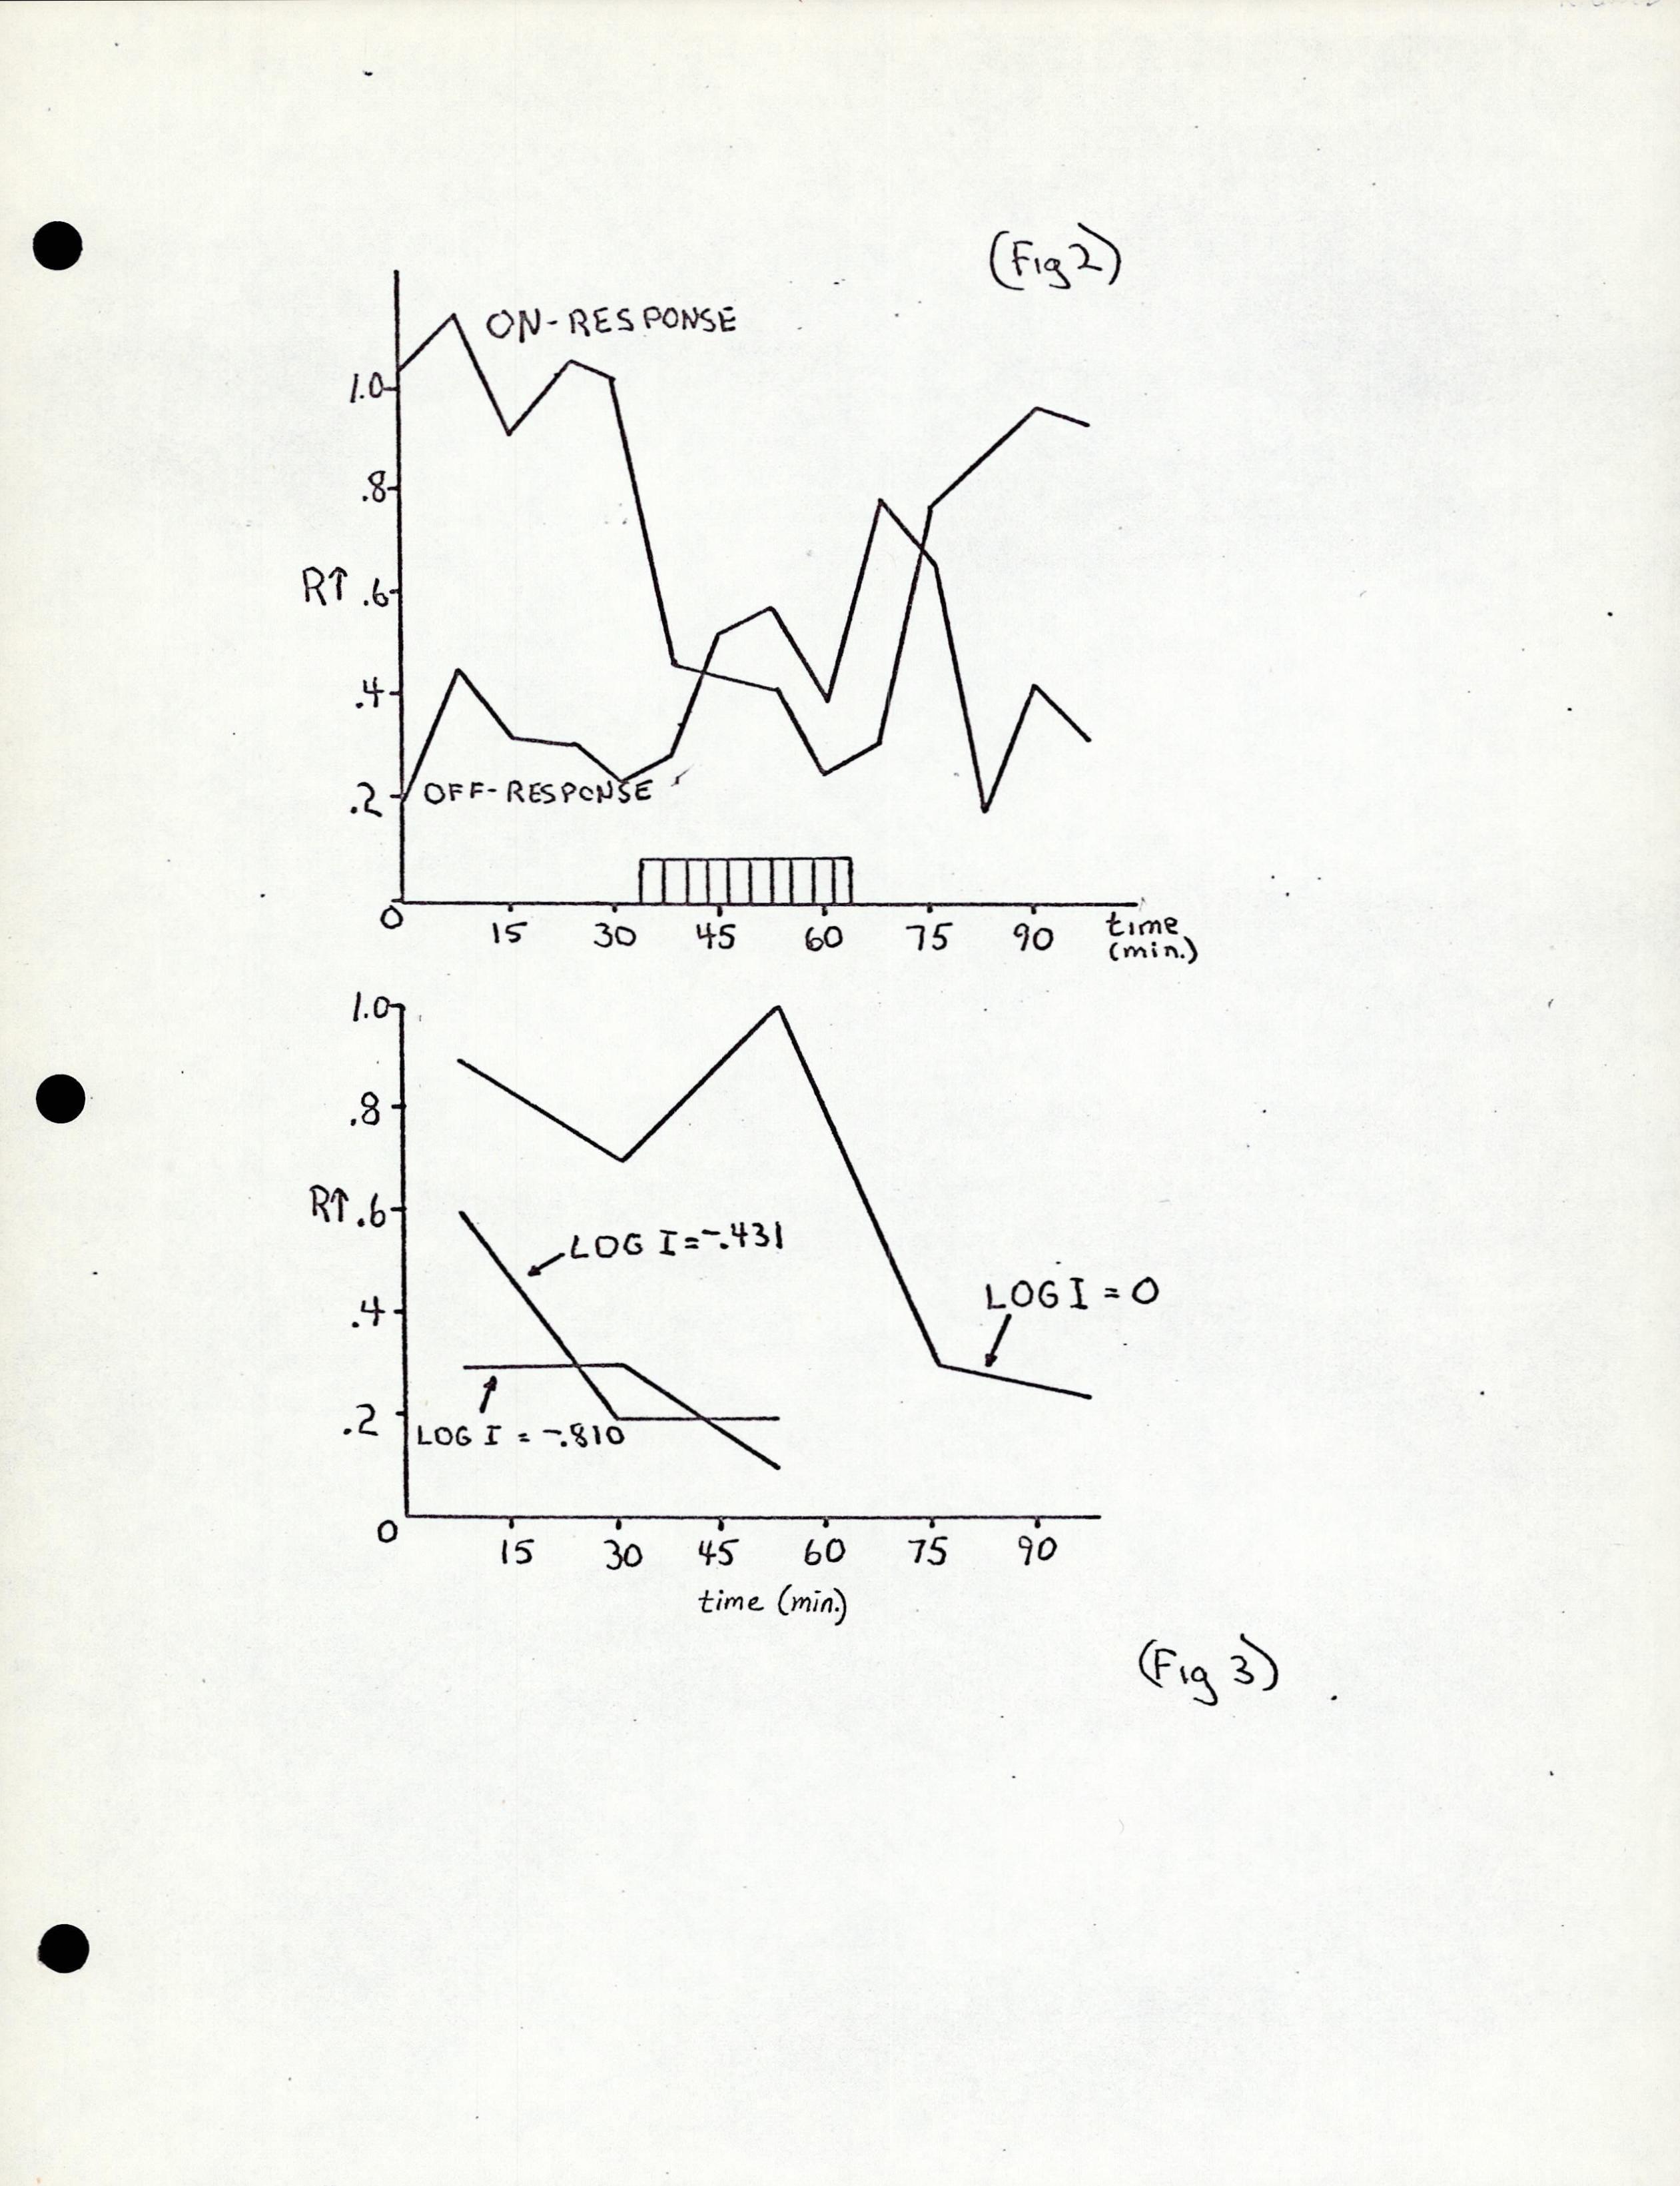 (Fig 2)
ON-RESPONSE
1.0
.8
R↑ .6
.4
.2
OFF-RESPONSE
0
15 30 45 60 75 90 time
(min.)
1.0
.8
R↑ .6
LOG I = -.431
LOG I = 0
.4
.2
LOG I = -.810
0
15 30 45 60 75 90
time (min.)
(Fig 3)